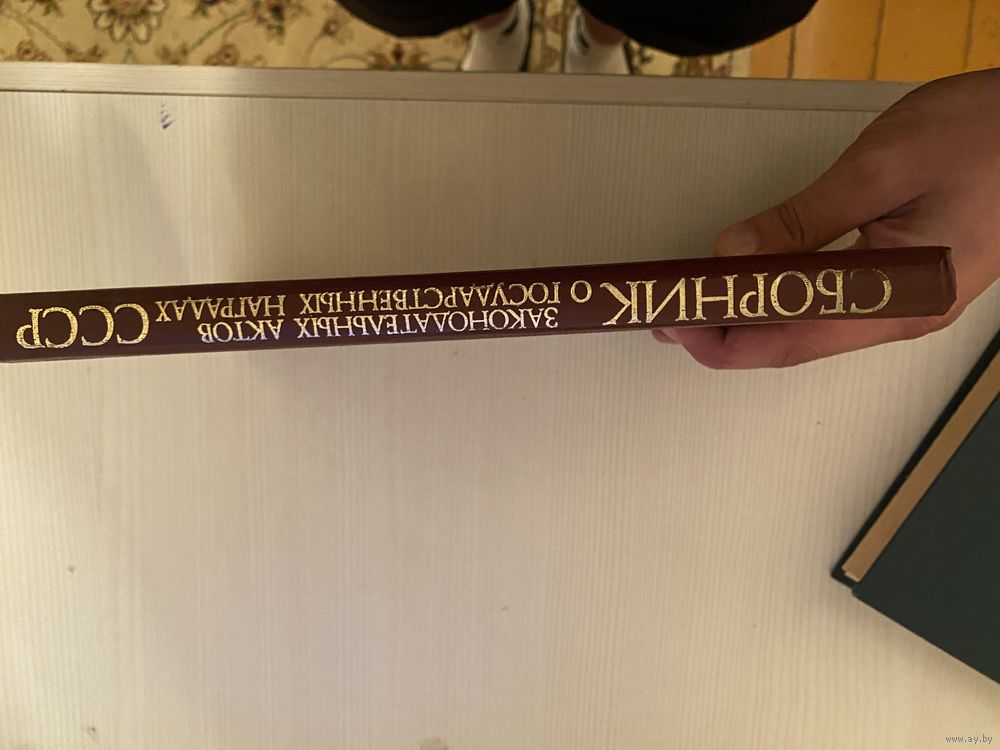 СБОРНИК
ЗАКОНОДАТЕЛЬНЫХ АКТОВ
О ГОСУДАРСТВЕННЫХ НАГРАДАХ
СССР
www.ay.by